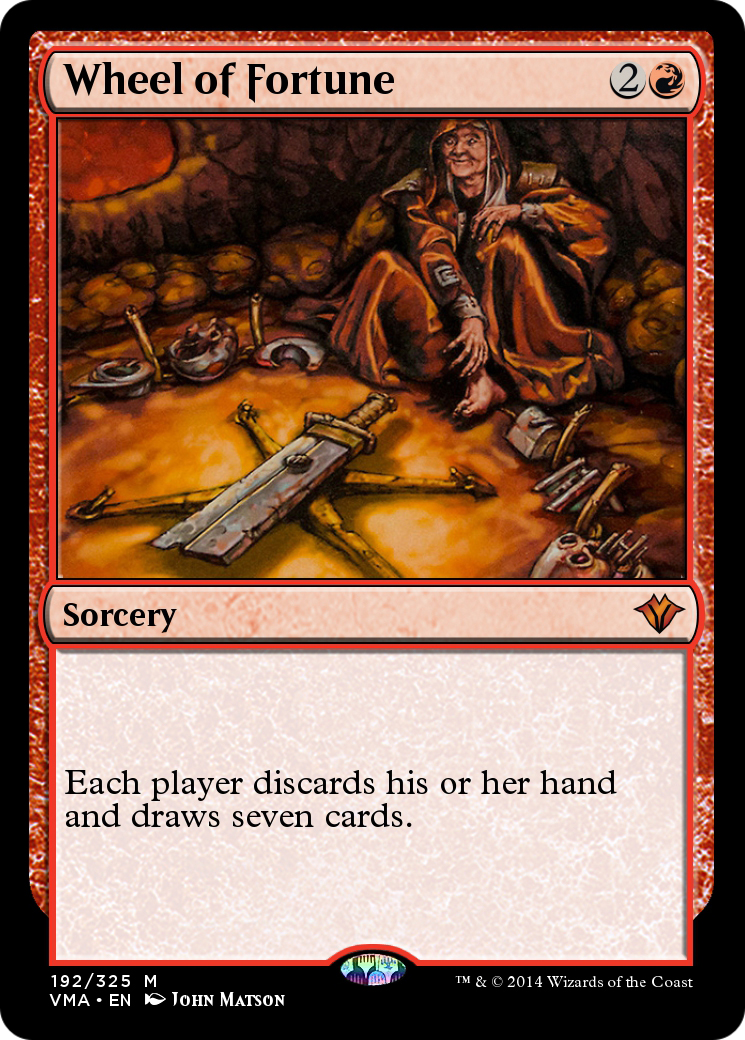 Wheel of Fortune 2
Sorcery
Each player discards his or her hand
and draws seven cards.
192/325 M
VMA • EN John Matson
™ & © 2014 Wizards of the Coast